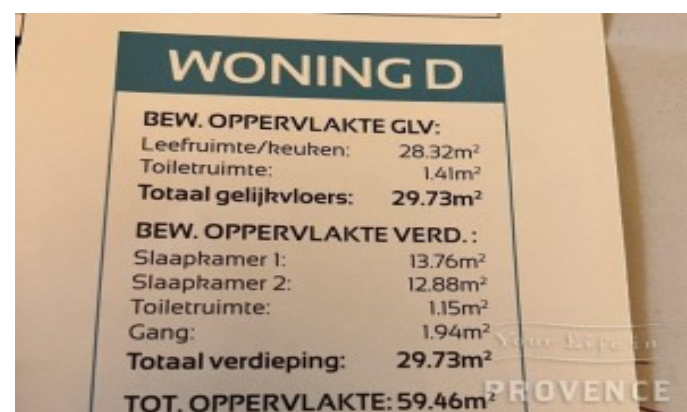 WONING D
BEW. OPPERVLAKTE GLV:
Leefruimte/keuken: 28.32m²
Toiletruimte: 1.41m²
Totaal gelijkvloers: 29.73m²
BEW. OPPERVLAKTE VERD. :
Slaapkamer 1: 13.76m²
Slaapkamer 2: 12.88m²
Toiletruimte: 1.15m²
Gang: 1.94m²
Totaal verdieping: 29.73m²
TOT. OPPERVLAKTE: 59.46m²
Your in
PROVENCE